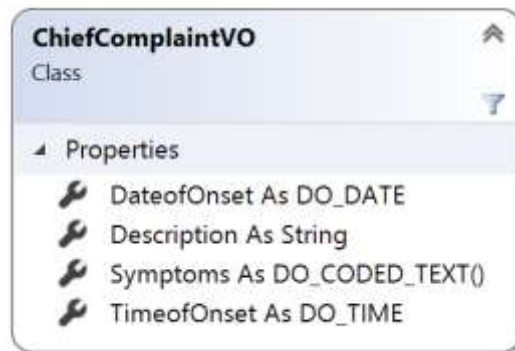 ChiefComplaintVO
Class
Properties
DateofOnset As DO_DATE
Description As String
Symptoms As DO_CODED_TEXT()
TimeofOnset As DO_TIME